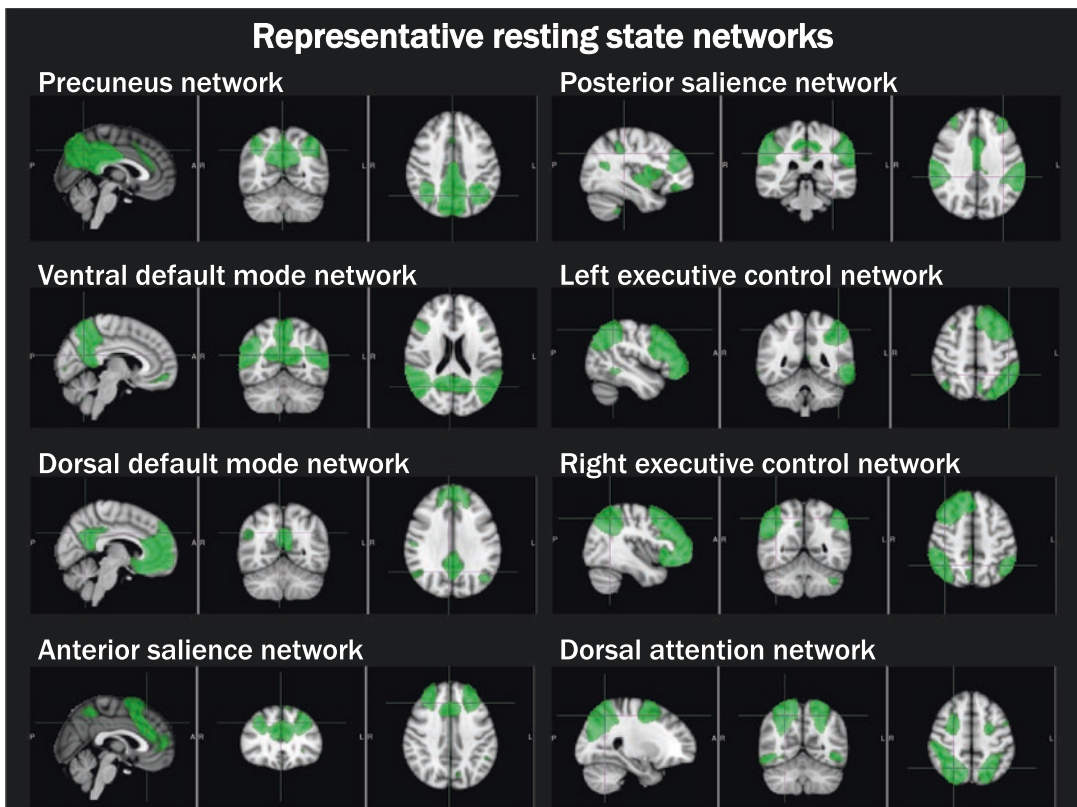 Representative resting state networks
Precuneus network
P A R L
Posterior salience network
P A R L
Ventral default mode network
P A R L
Left executive control network
P A R L
Dorsal default mode network
P A R L
Right executive control network
P A R L
Anterior salience network
P A R L
Dorsal attention network
P A R L